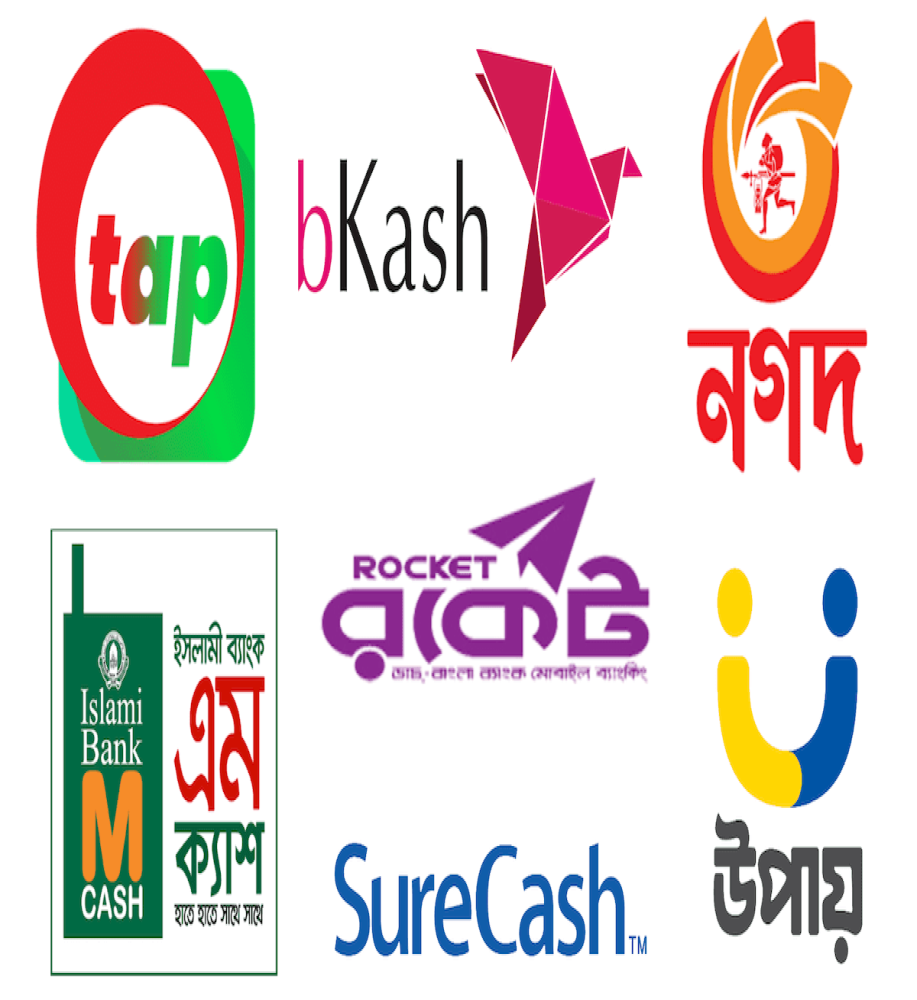 tap
bKash
নগদ
Islami
Bank
M
CASH
ইসলামী ব্যাংক
এম
ক্যাশ
হাতে হাতে সাথে সাথে
ROCKET
রকেট
ডাচ্-বাংলা ব্যাংক মোবাইল ব্যাংকিং
SureCash™
উপায়